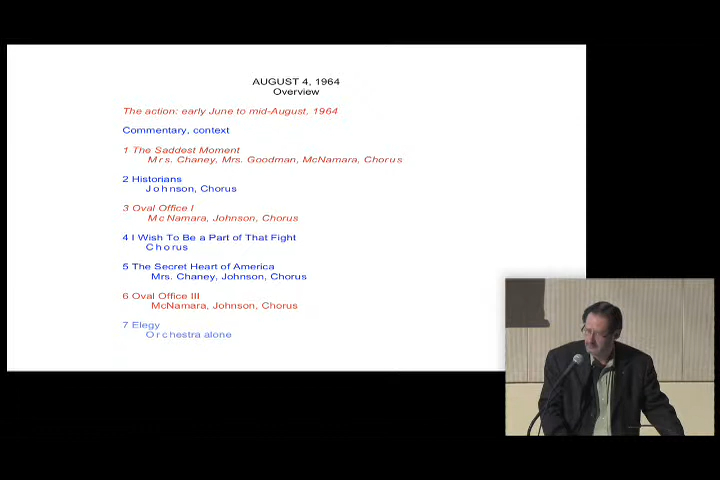 AUGUST 4, 1964
Overview
The action: early June to mid-August, 1964
Commentary, context
1 The Saddest Moment
Mrs. Chaney, Mrs. Goodman, McNamara, Chorus
2 Historians
Johnson, Chorus
3 Oval Office I
McNamara, Johnson, Chorus
4 I Wish To Be a Part of That Fight
Chorus
5 The Secret Heart of America
Mrs. Chaney, Johnson, Chorus
6 Oval Office III
McNamara, Johnson, Chorus
7 Elegy
Orchestra alone